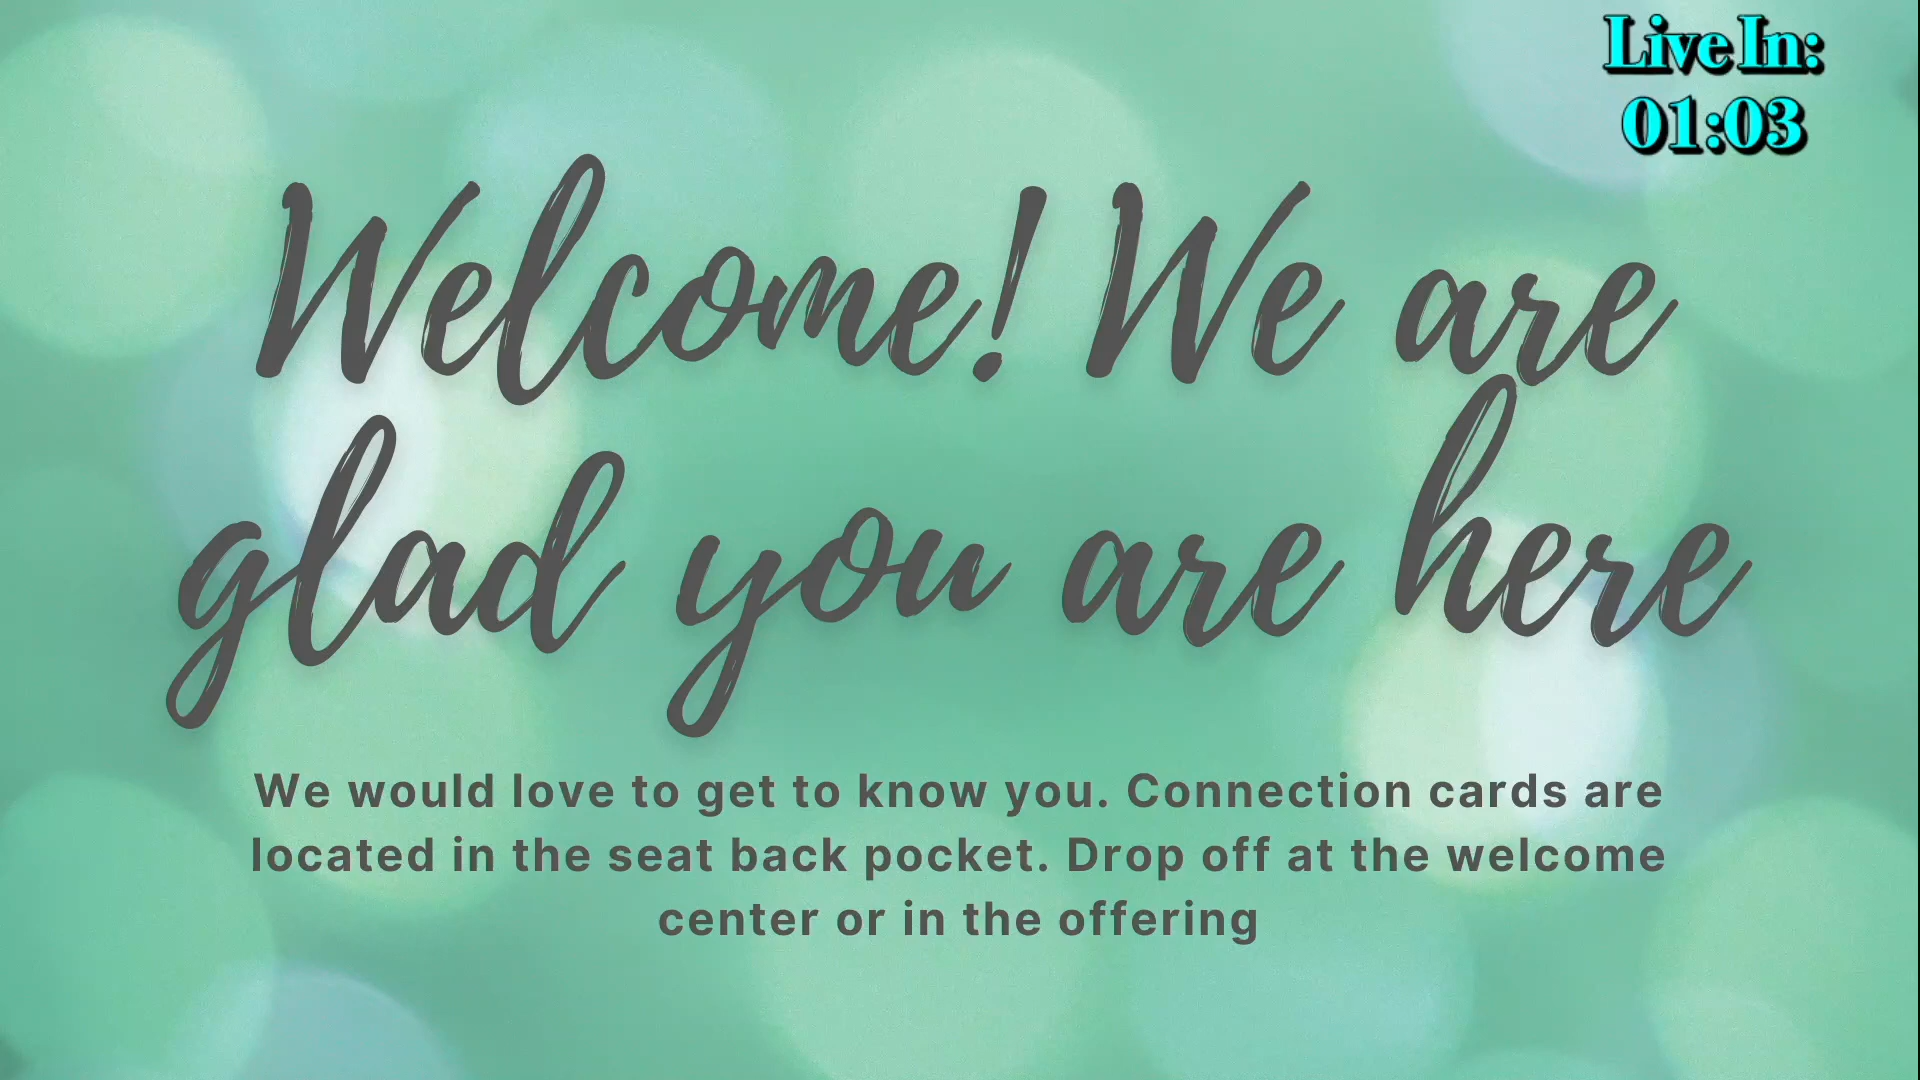 Live In:
01:03
Welcome! We are
glad you are here
We would love to get to know you. Connection cards are
located in the seat back pocket. Drop off at the welcome
center or in the offering